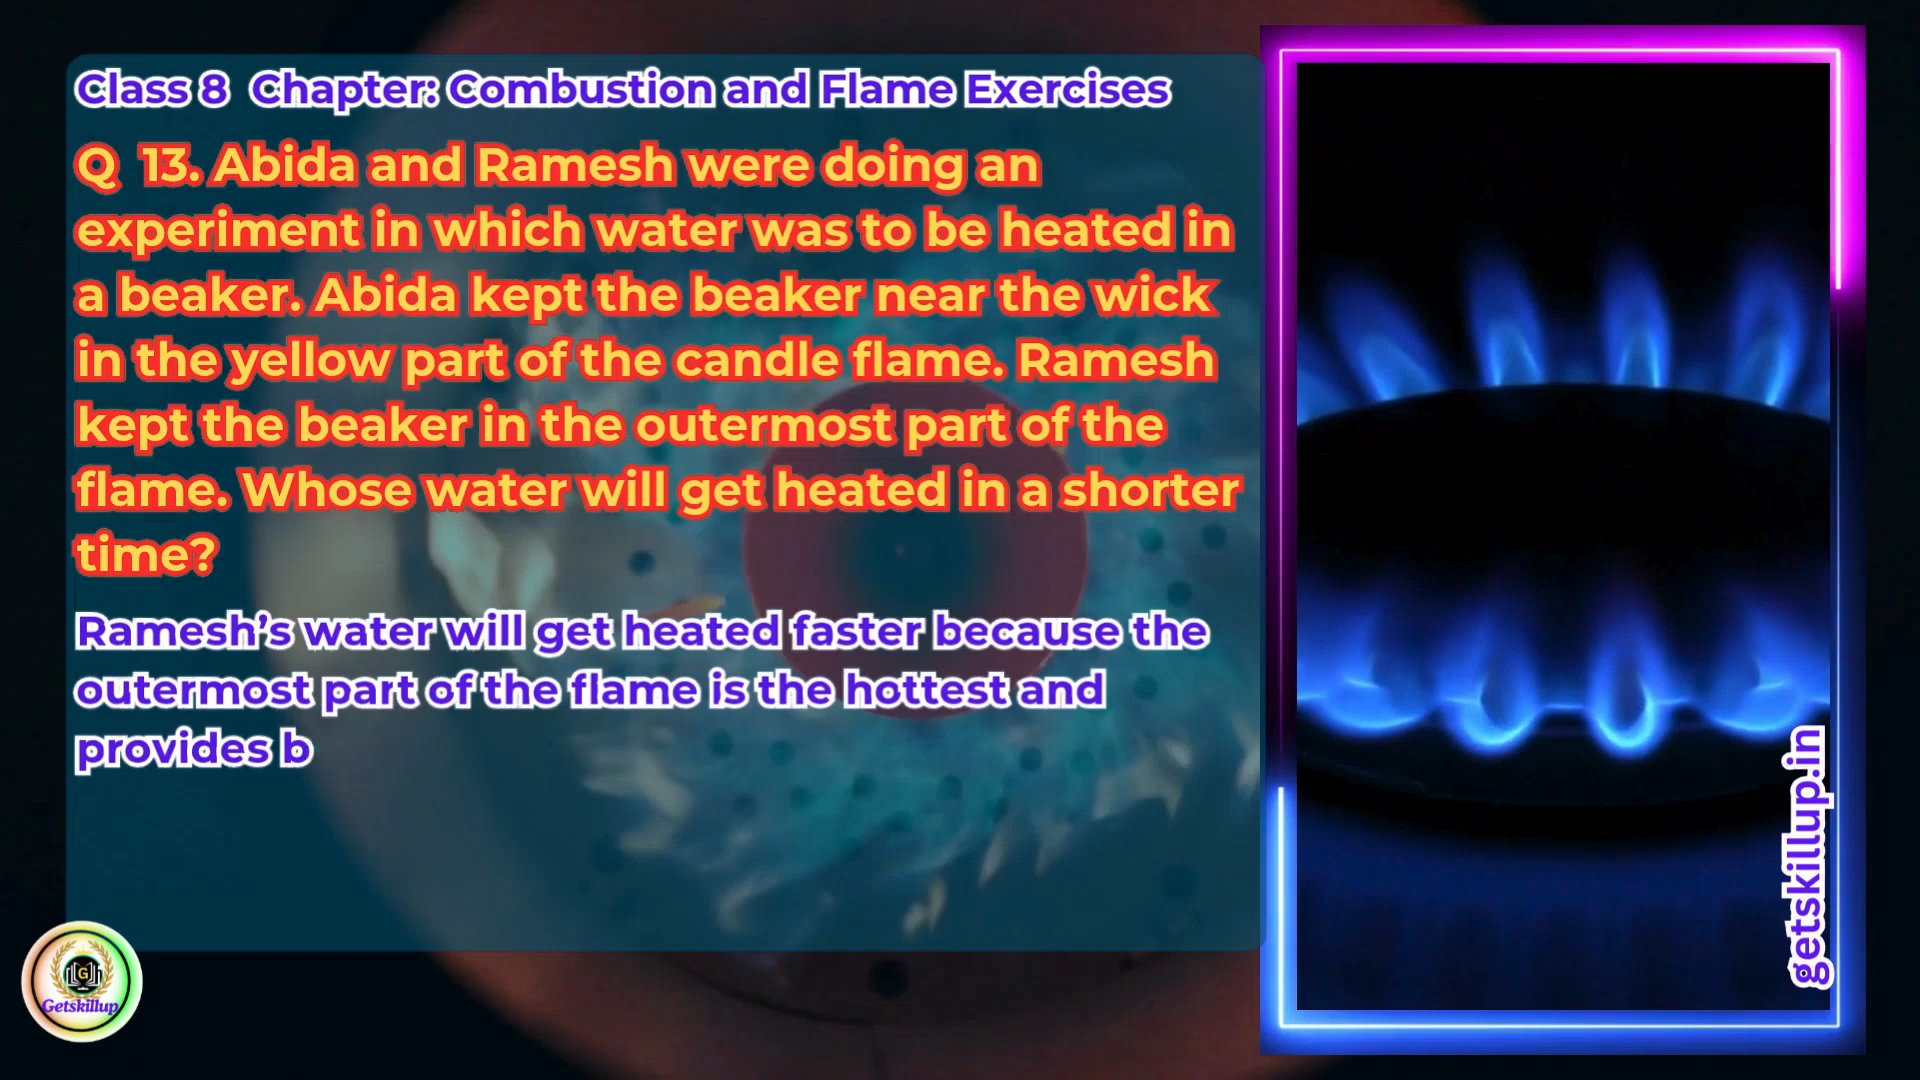 Class 8  Chapter: Combustion and Flame Exercises
Q  13. Abida and Ramesh were doing an
experiment in which water was to be heated in
a beaker. Abida kept the beaker near the wick
in the yellow part of the candle flame. Ramesh
kept the beaker in the outermost part of the
flame. Whose water will get heated in a shorter
time?
Ramesh’s water will get heated faster because the
outermost part of the flame is the hottest and
provides b
getskillup.in
G
Getskillup